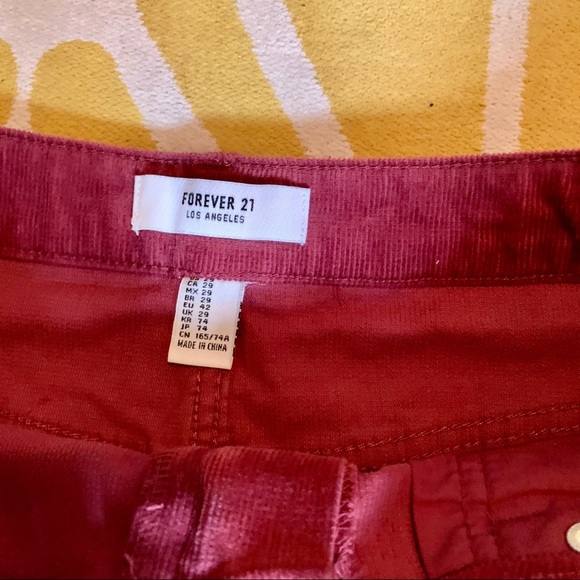 FOREVER 21
LOS ANGELES
CA 29
MX 29
BR 29
EU 42
UK 29
KR 74
JP 74
CN 165/74A
MADE IN CHINA